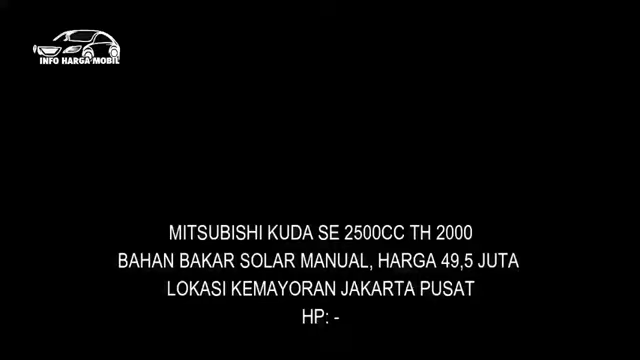 INFO HARGA MOBIL
MITSUBISHI KUDA SE 2500CC TH 2000
BAHAN BAKAR SOLAR MANUAL, HARGA 49,5 JUTA
LOKASI KEMAYORAN JAKARTA PUSAT
HP: -